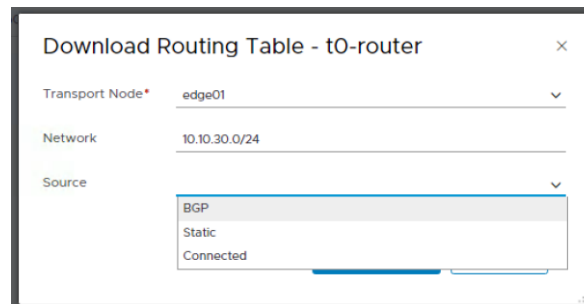 Download Routing Table - t0-router
Transport Node* edge01
Network 10.10.30.0/24
Source
BGP
Static
Connected